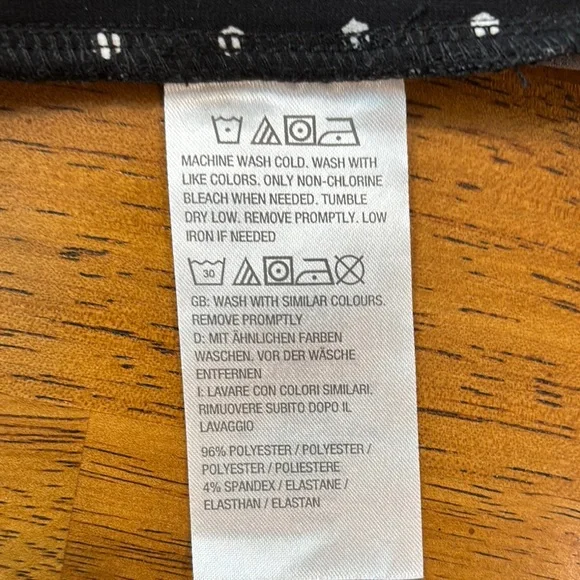 MACHINE WASH COLD. WASH WITH
LIKE COLORS. ONLY NON-CHLORINE
BLEACH WHEN NEEDED. TUMBLE
DRY LOW. REMOVE PROMPTLY. LOW
IRON IF NEEDED
30
GB: WASH WITH SIMILAR COLOURS.
REMOVE PROMPTLY
D: MIT ÄHNLICHEN FARBEN
WASCHEN. VOR DER WÄSCHE
ENTFERNEN
I: LAVARE CON COLORI SIMILARI.
RIMUOVERE SUBITO DOPO IL
LAVAGGIO
96% POLYESTER / POLYESTER /
POLYESTER / POLIESTERE
4% SPANDEX / ELASTANE /
ELASTHAN / ELASTAN